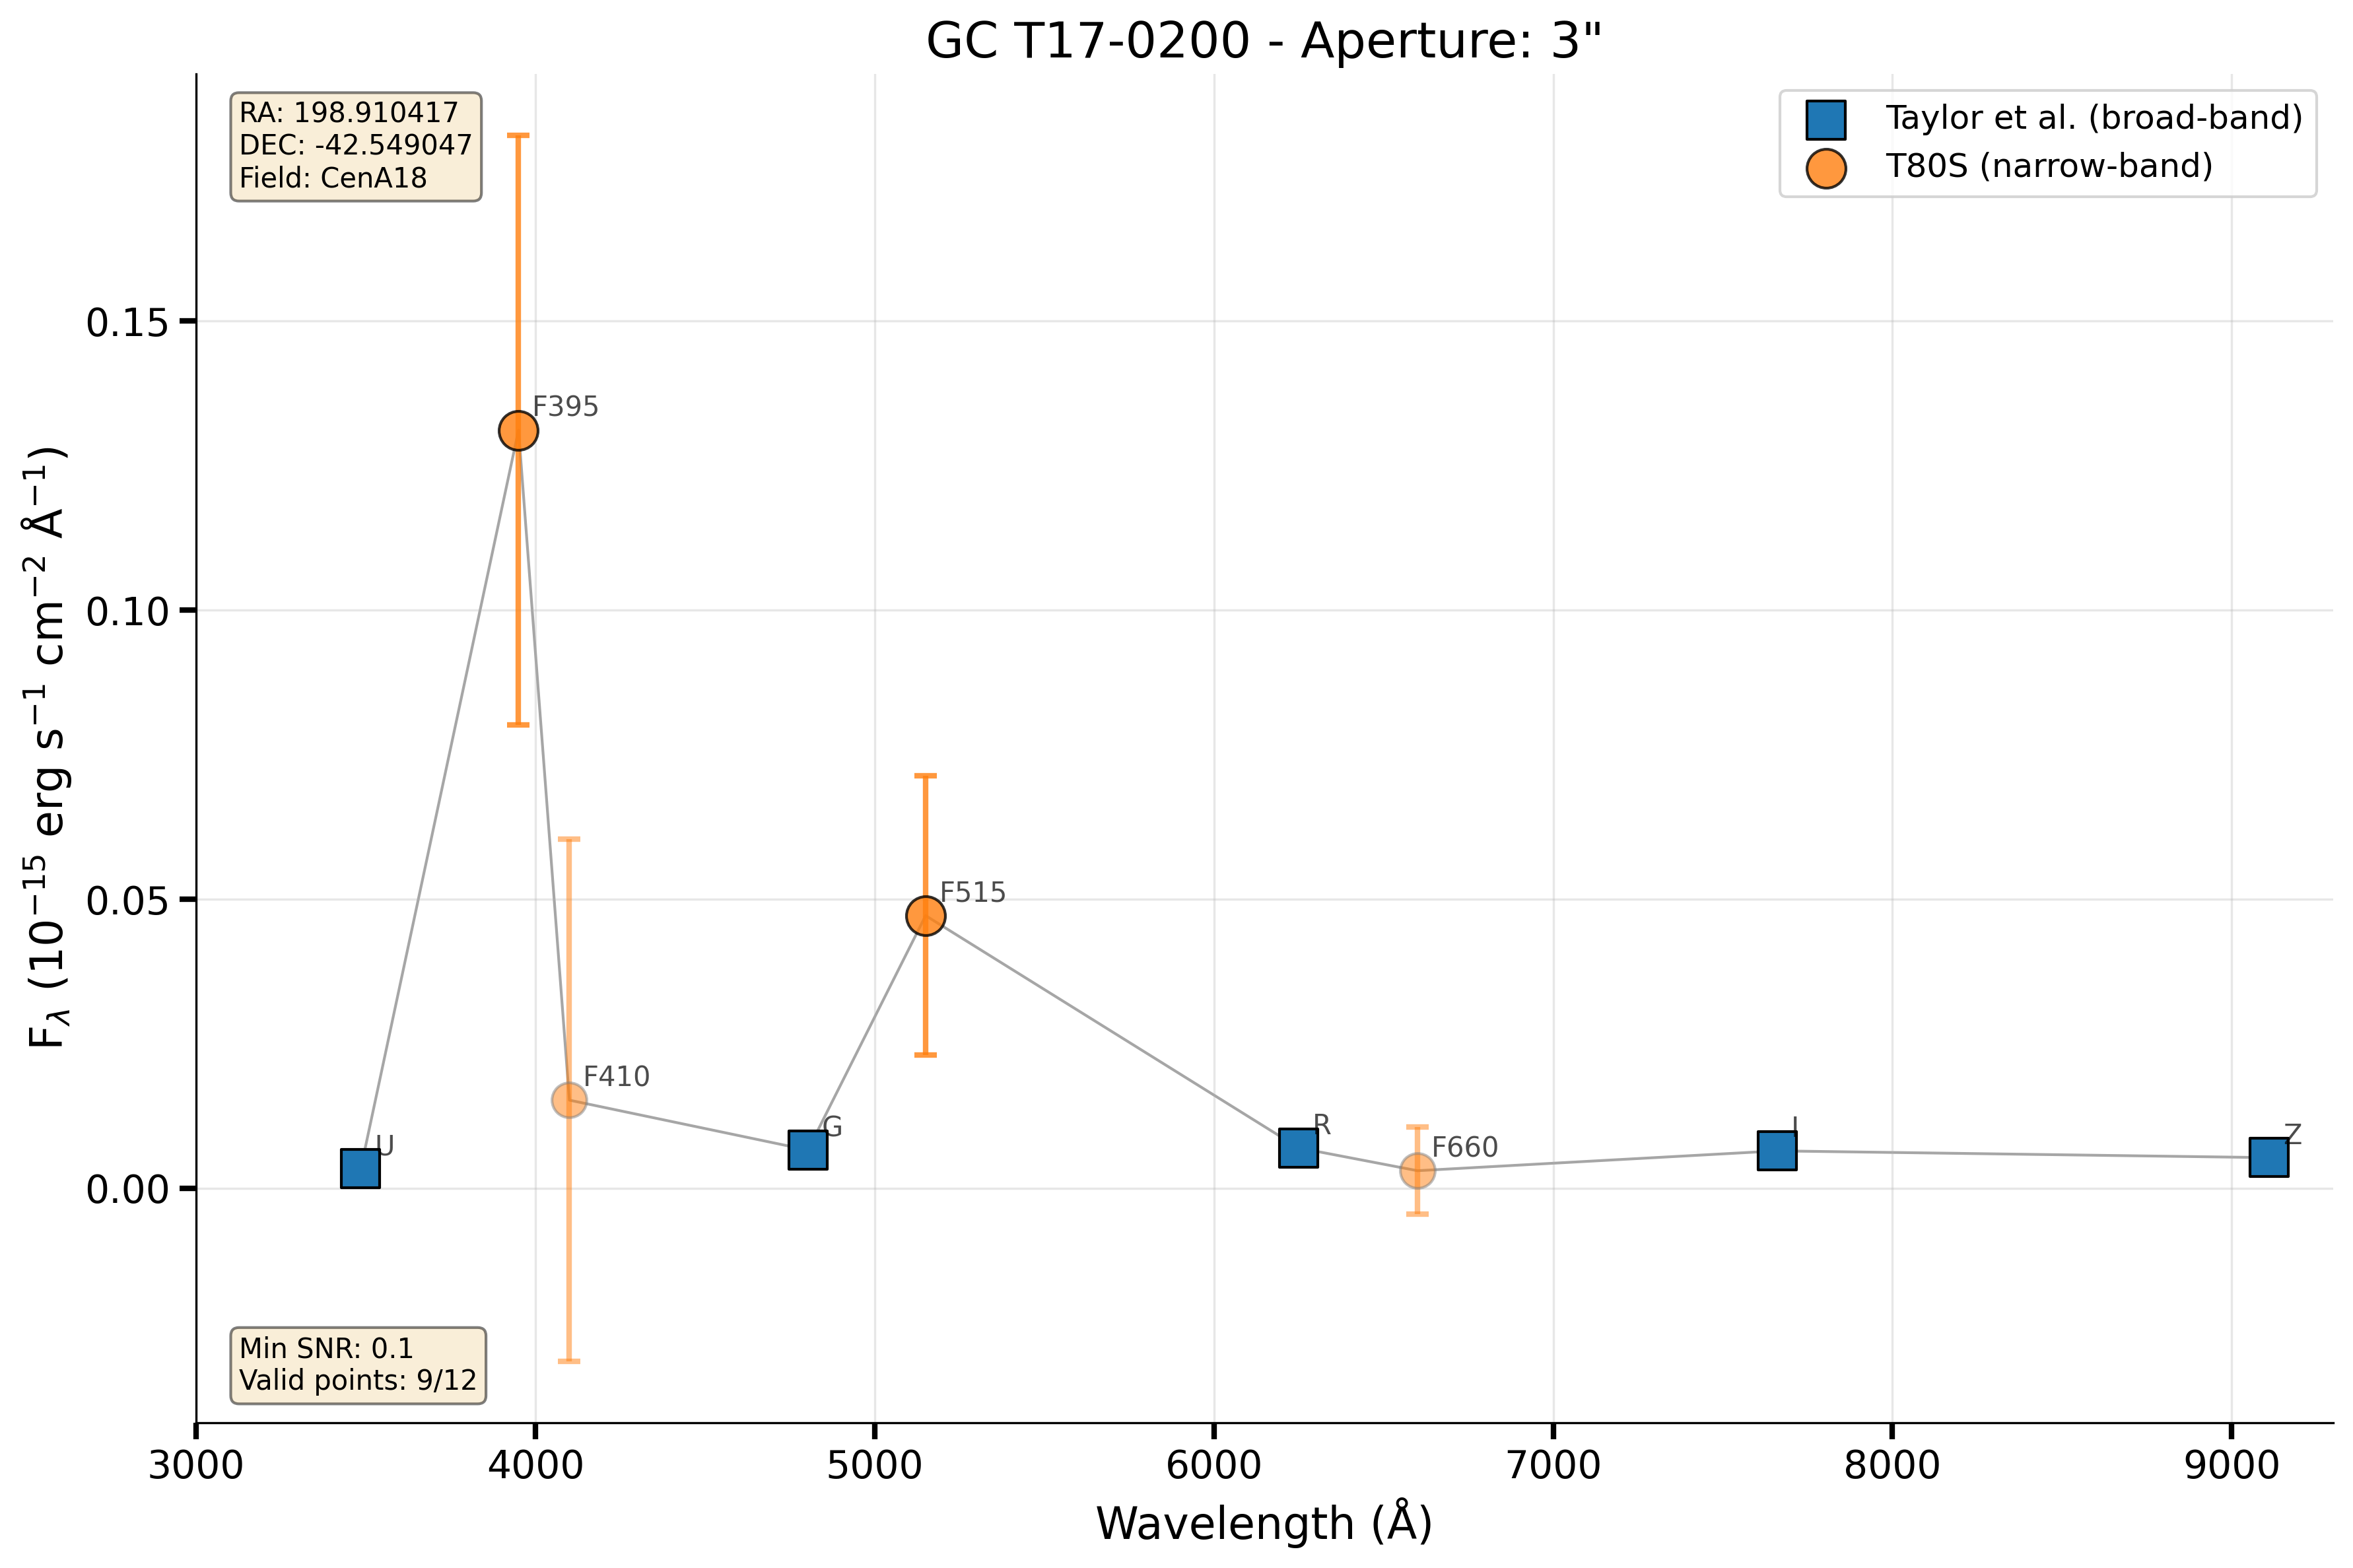 GC T17-0200 - Aperture: 3"
RA: 198.910417
DEC: -42.549047
Field: CenA18
Taylor et al. (broad-band)
T80S (narrow-band)
F_λ (10⁻¹⁵ erg s⁻¹ cm⁻² Å⁻¹)
0.15
0.10
0.05
0.00
F395
F515
F410
U
G
R
F660
I
Z
Min SNR: 0.1
Valid points: 9/12
3000 4000 5000 6000 7000 8000 9000
Wavelength (Å)